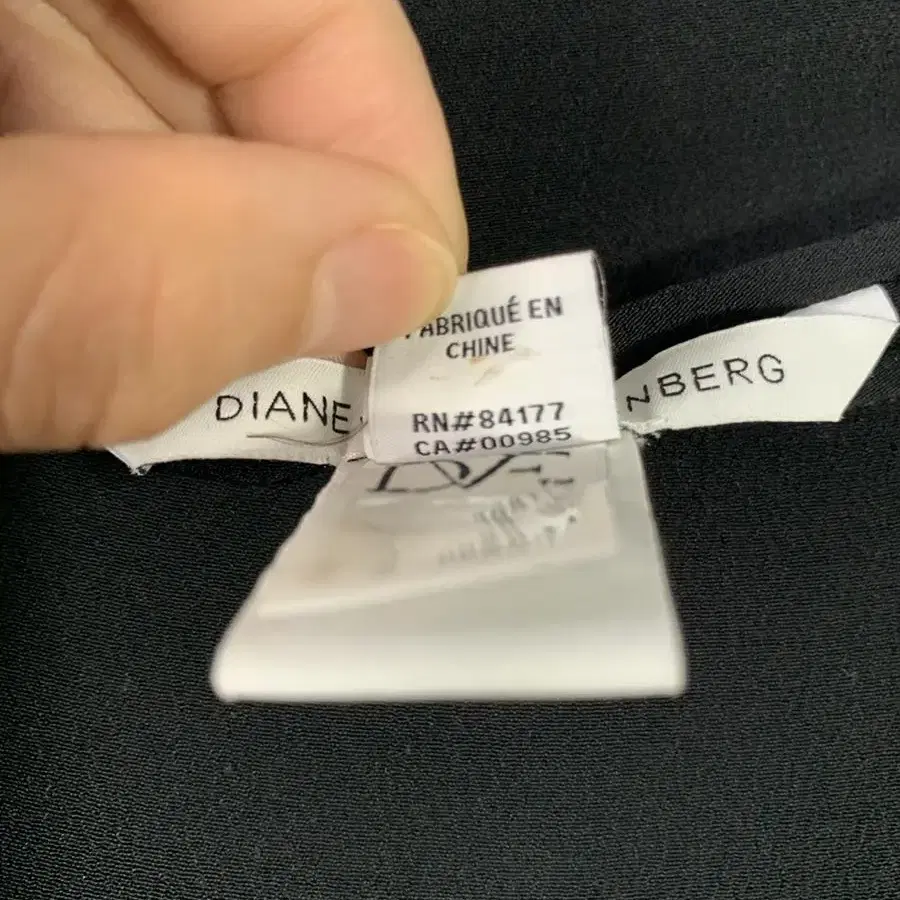 FABRIQUÉ EN
CHINE
RN#84177
CA#00985
DIANE NBERG
DVF